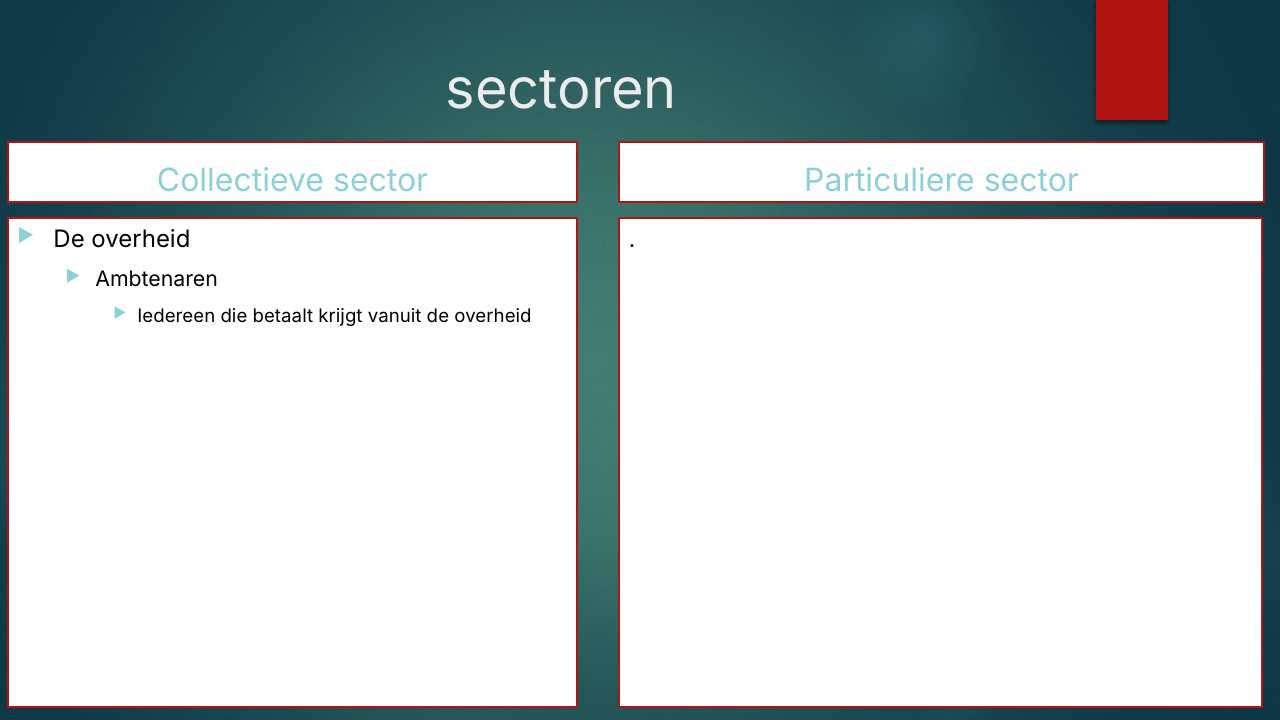 sectoren
Collectieve sector
Particuliere sector
De overheid
Ambtenaren
Iedereen die betaalt krijgt vanuit de overheid
.